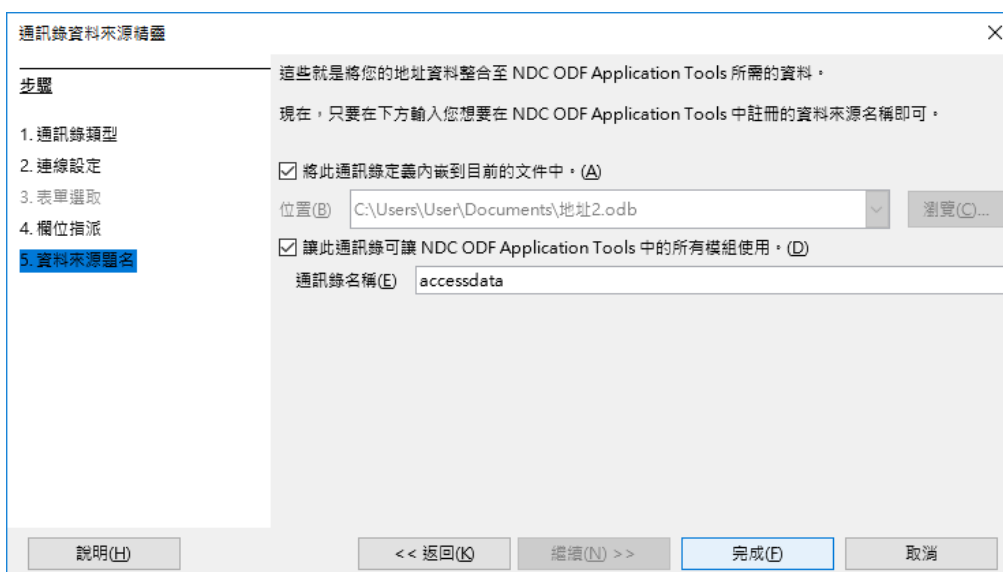 通訊錄資料來源精靈
步驟
1. 通訊錄類型
2. 連線設定
3. 表單選取
4. 欄位指派
5. 資料來源題名
這些就是將您的地址資料整合至 NDC ODF Application Tools 所需的資料。
現在，只要在下方輸入您想要在 NDC ODF Application Tools 中註冊的資料來源名稱即可。
將此通訊錄定義內嵌到目前的文件中。(A)
位置(B) C:\Users\User\Documents\地址2.odb 瀏覽(C)...
讓此通訊錄可讓 NDC ODF Application Tools 中的所有模組使用。(D)
通訊錄名稱(E) accessdata
說明(H) << 返回(K) 繼續(N) >> 完成(F) 取消